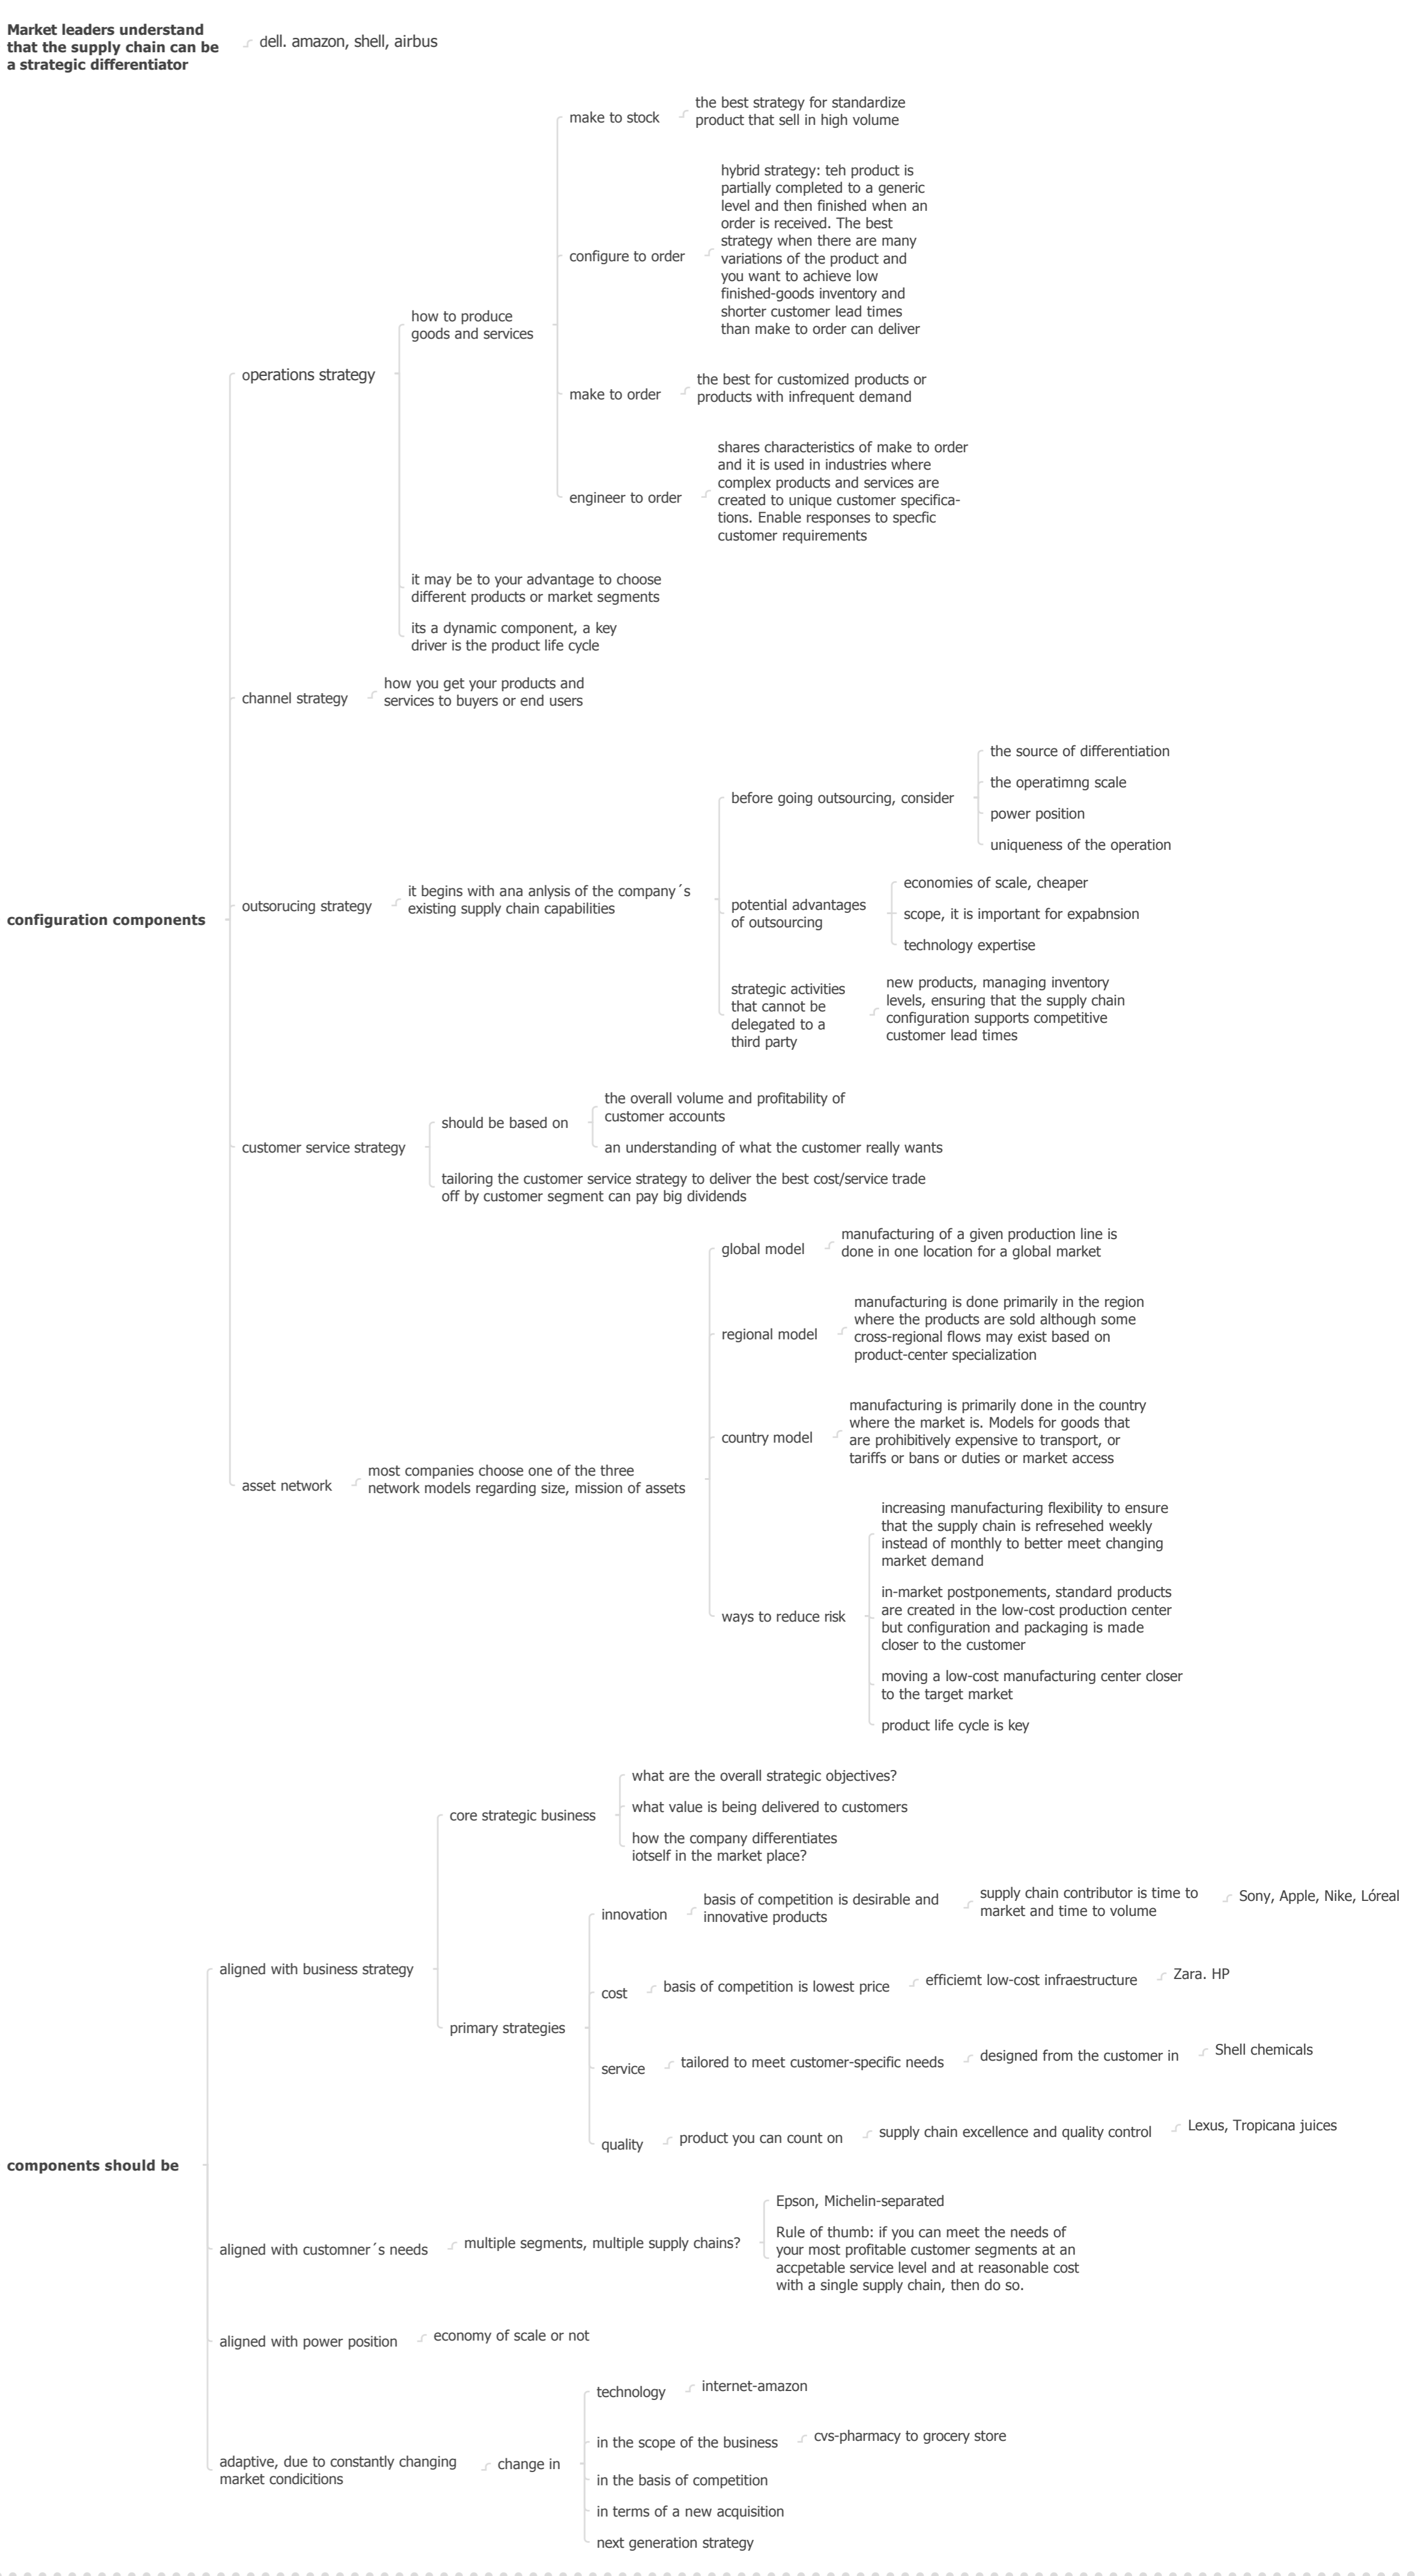 Market leaders understand
that the supply chain can be
a strategic differentiator
dell. amazon, shell, airbus
configuration components
operations strategy
how to produce
goods and services
make to stock
the best strategy for standardize
product that sell in high volume
configure to order
hybrid strategy: teh product is
partially completed to a generic
level and then finished when an
order is received. The best
strategy when there are many
variations of the product and
you want to achieve low
finished-goods inventory and
shorter customer lead times
than make to order can deliver
make to order
the best for customized products or
products with infrequent demand
engineer to order
shares characteristics of make to order
and it is used in industries where
complex products and services are
created to unique customer specifica-
tions. Enable responses to specfic
customer requirements
it may be to your advantage to choose
different products or market segments
its a dynamic component, a key
driver is the product life cycle
channel strategy
how you get your products and
services to buyers or end users
outsorucing strategy
it begins with ana anlysis of the company´s
existing supply chain capabilities
before going outsourcing, consider
the source of differentiation
the operatimng scale
power position
uniqueness of the operation
potential advantages
of outsourcing
economies of scale, cheaper
scope, it is important for expabnsion
technology expertise
strategic activities
that cannot be
delegated to a
third party
new products, managing inventory
levels, ensuring that the supply chain
configuration supports competitive
customer lead times
customer service strategy
should be based on
the overall volume and profitability of
customer accounts
an understanding of what the customer really wants
tailoring the customer service strategy to deliver the best cost/service trade
off by customer segment can pay big dividends
asset network
most companies choose one of the three
network models regarding size, mission of assets
global model
manufacturing of a given production line is
done in one location for a global market
regional model
manufacturing is done primarily in the region
where the products are sold although some
cross-regional flows may exist based on
product-center specialization
country model
manufacturing is primarily done in the country
where the market is. Models for goods that
are prohibitively expensive to transport, or
tariffs or bans or duties or market access
ways to reduce risk
increasing manufacturing flexibility to ensure
that the supply chain is refresehed weekly
instead of monthly to better meet changing
market demand
in-market postponements, standard products
are created in the low-cost production center
but configuration and packaging is made
closer to the customer
moving a low-cost manufacturing center closer
to the target market
product life cycle is key
components should be
aligned with business strategy
core strategic business
what are the overall strategic objectives?
what value is being delivered to customers
how the company differentiates
iotself in the market place?
primary strategies
innovation
basis of competition is desirable and
innovative products
supply chain contributor is time to
market and time to volume
Sony, Apple, Nike, Lóreal
cost
basis of competition is lowest price
efficiemt low-cost infraestructure
Zara. HP
service
tailored to meet customer-specific needs
designed from the customer in
Shell chemicals
quality
product you can count on
supply chain excellence and quality control
Lexus, Tropicana juices
aligned with customner´s needs
multiple segments, multiple supply chains?
Epson, Michelin-separated
Rule of thumb: if you can meet the needs of
your most profitable customer segments at an
accpetable service level and at reasonable cost
with a single supply chain, then do so.
aligned with power position
economy of scale or not
adaptive, due to constantly changing
market condicitions
change in
technology
internet-amazon
in the scope of the business
cvs-pharmacy to grocery store
in the basis of competition
in terms of a new acquisition
next generation strategy